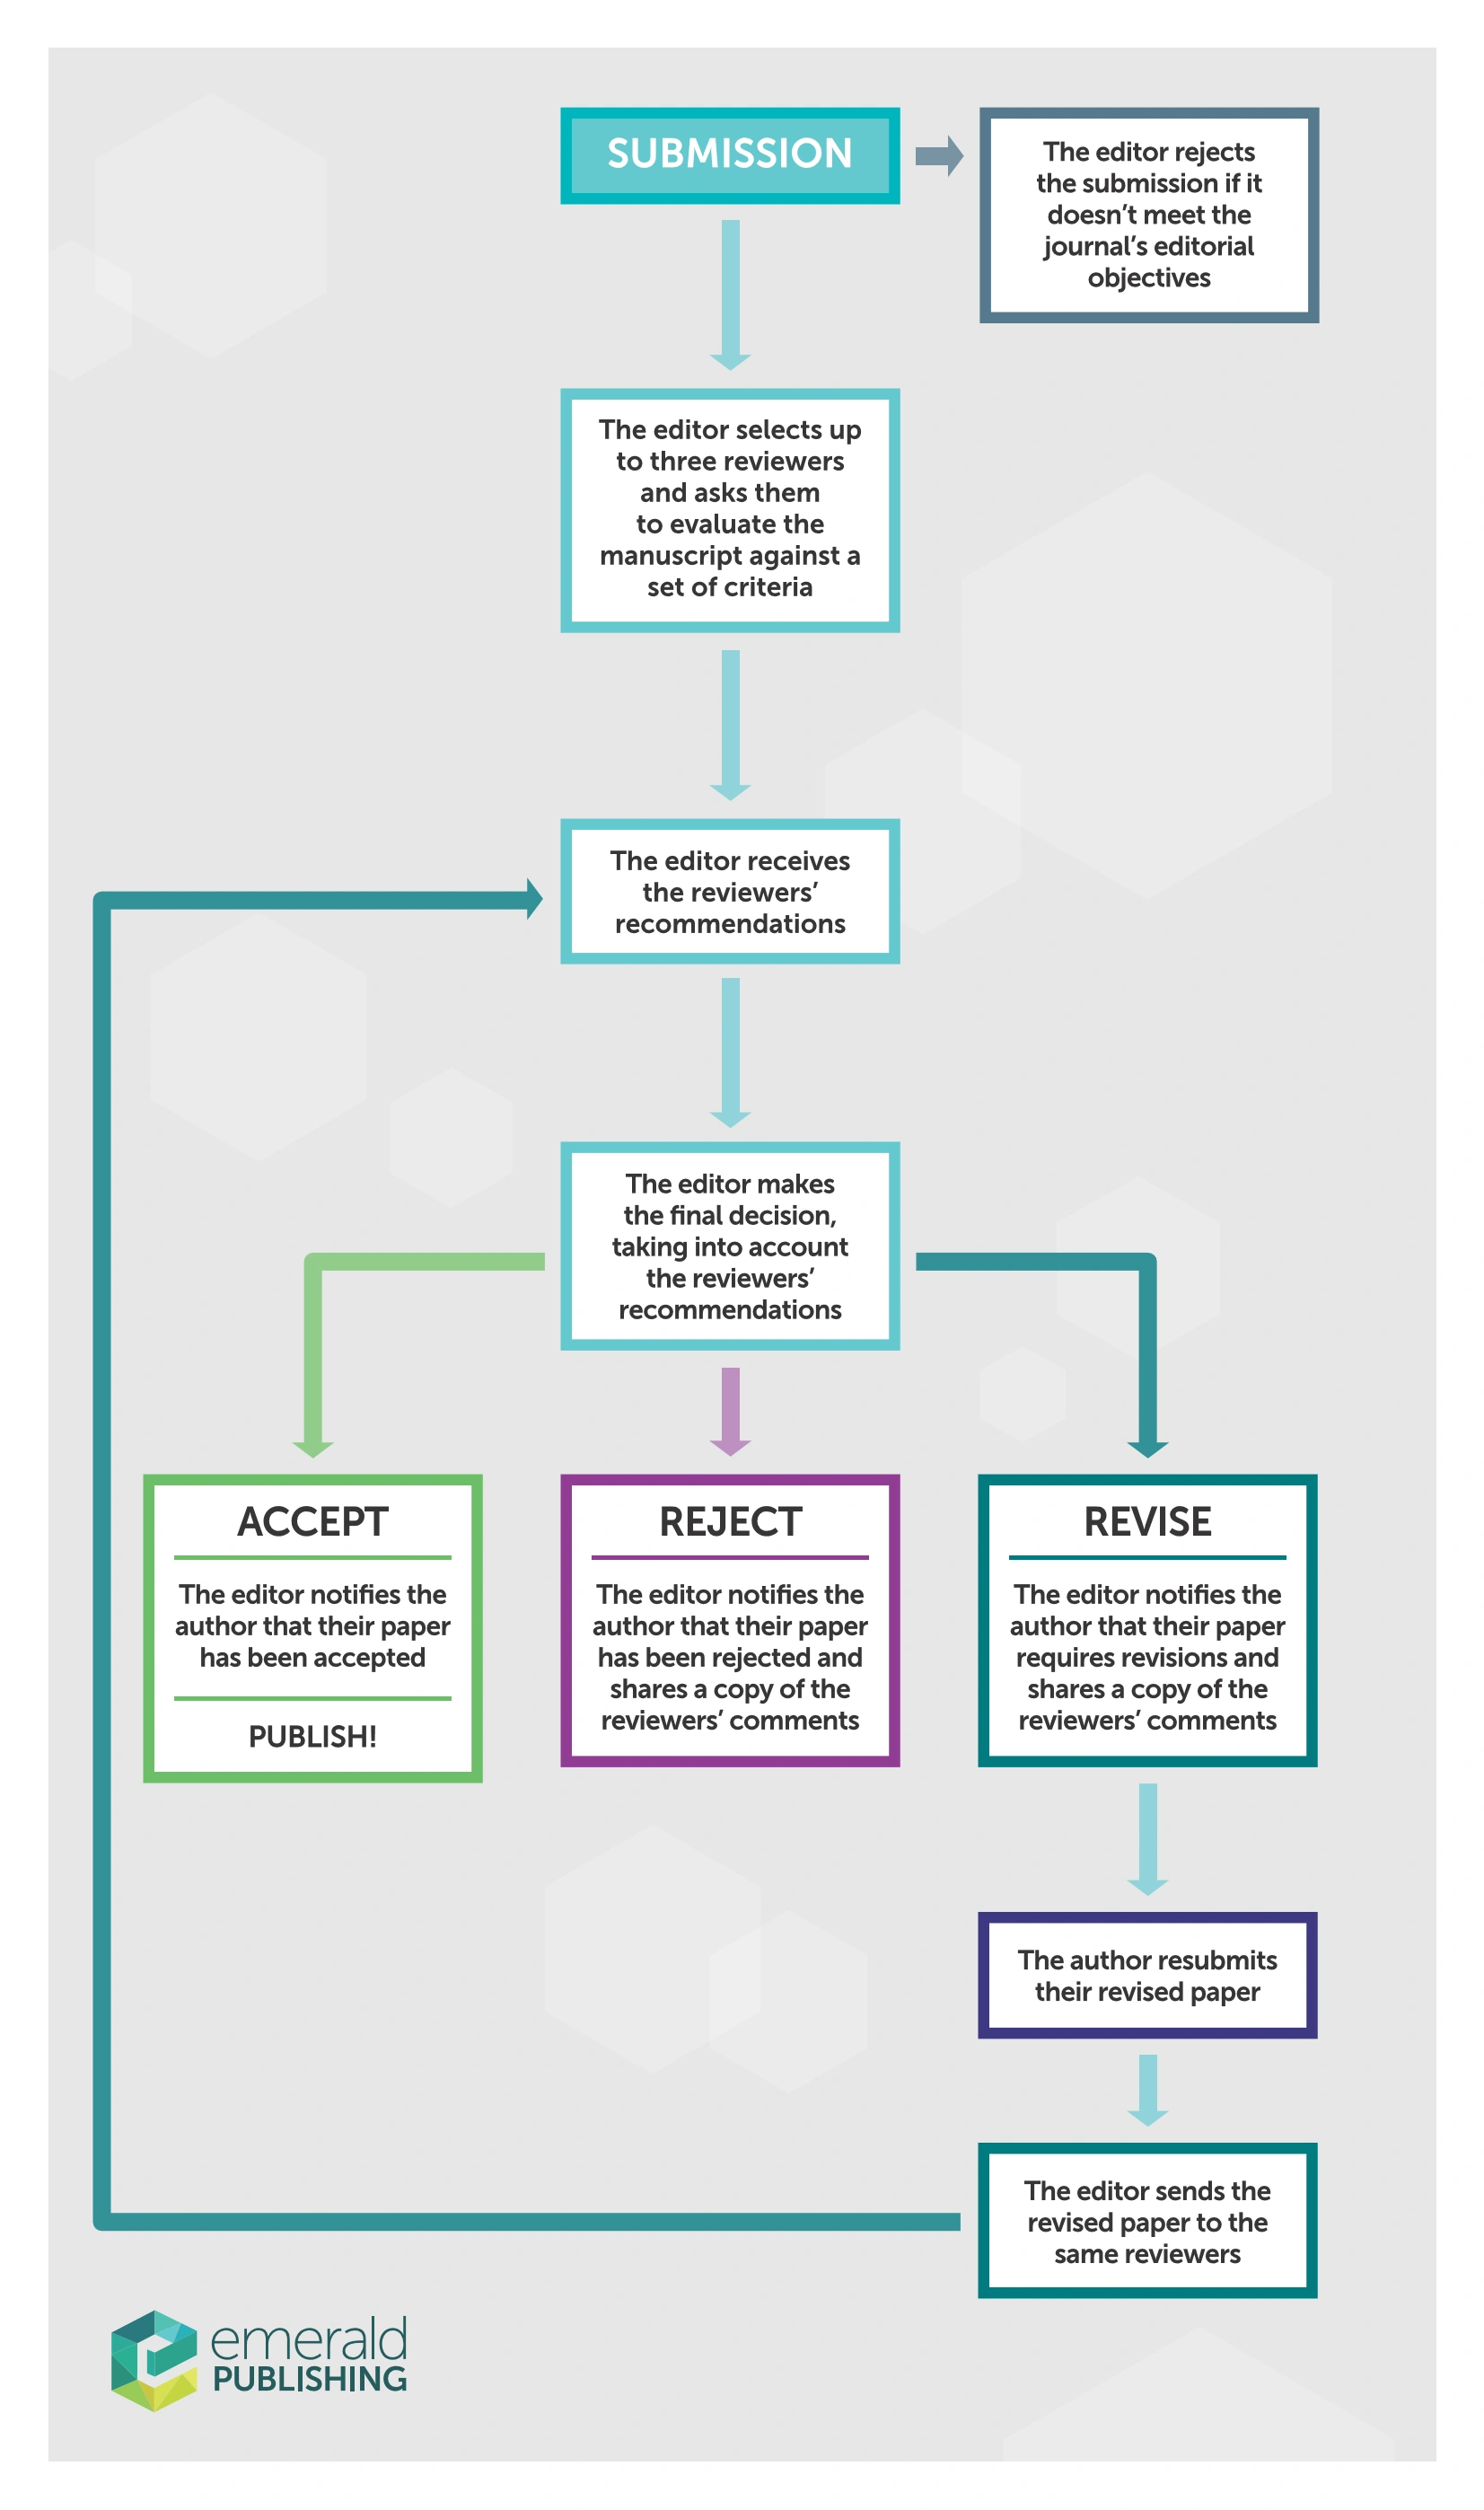 SUBMISSION
The editor rejects
the submission if it
doesn’t meet the
journal’s editorial
objectives
The editor selects up
to three reviewers
and asks them
to evaluate the
manuscript against a
set of criteria
The editor receives
the reviewers’
recommendations
The editor makes
the final decision,
taking into account
the reviewers’
recommendations
ACCEPT
The editor notifies the
author that their paper
has been accepted
PUBLISH!
REJECT
The editor notifies the
author that their paper
has been rejected and
shares a copy of the
reviewers’ comments
REVISE
The editor notifies the
author that their paper
requires revisions and
shares a copy of the
reviewers’ comments
The author resubmits
their revised paper
The editor sends the
revised paper to the
same reviewers
emerald
PUBLISHING